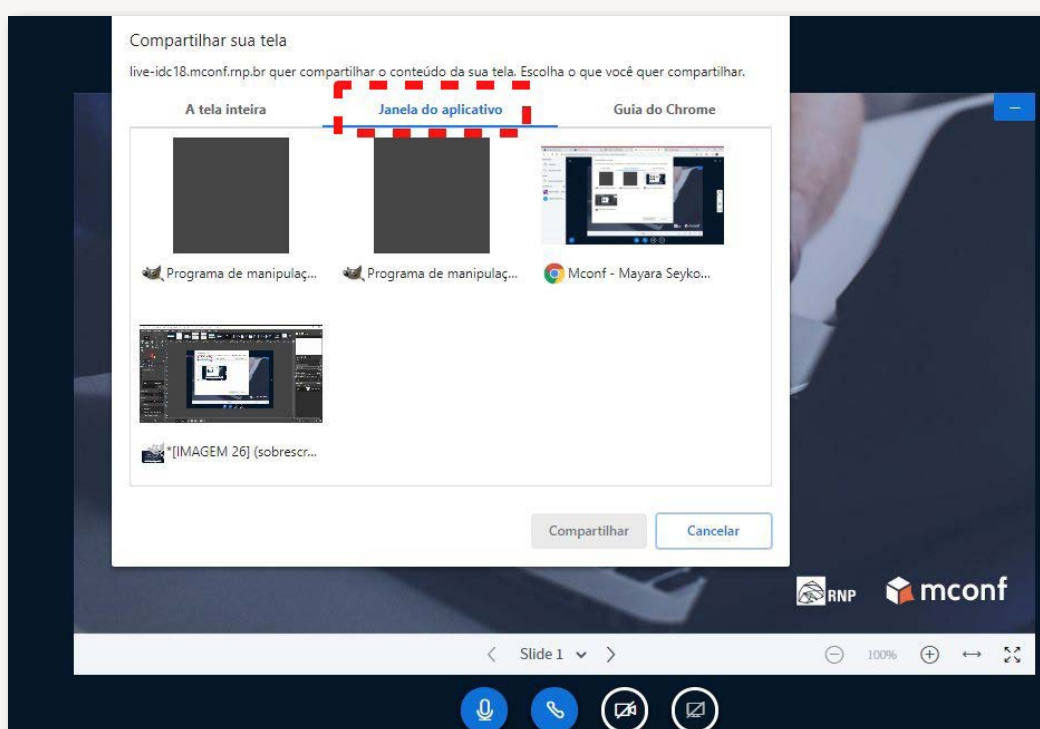 Compartilhar sua tela
live-idc18.mconf.rnp.br quer compartilhar o conteúdo da sua tela. Escolha o que você quer compartilhar.
A tela inteira
Janela do aplicativo
Guia do Chrome
Programa de manipulaç...
Programa de manipulaç...
Mconf - Mayara Seyko...
*[IMAGEM 26] (sobrescr...
Compartilhar
Cancelar
RNP
mconf
Slide 1
100%